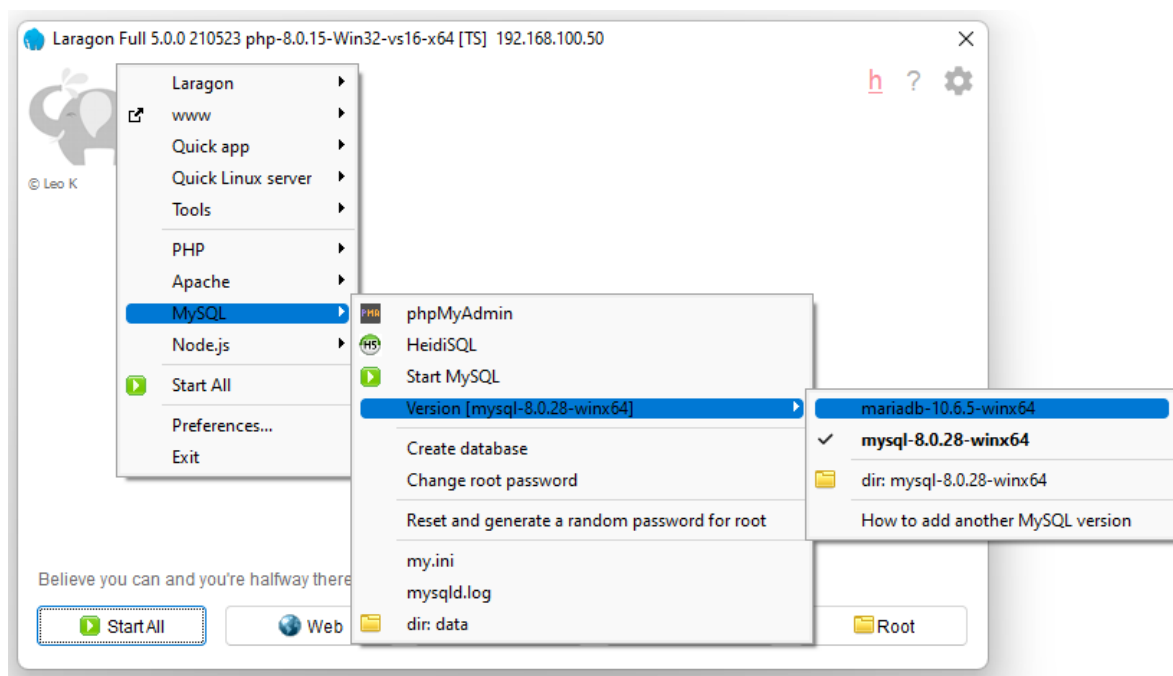 Laragon Full 5.0.0 210523 php-8.0.15-Win32-vs16-x64 [TS] 192.168.100.50
h ?
© Leo K
Laragon
www
Quick app
Quick Linux server
Tools
PHP
Apache
MySQL
Node.js
Start All
Preferences...
Exit
PMA phpMyAdmin
HS HeidiSQL
Start MySQL
Version [mysql-8.0.28-winx64]
Create database
Change root password
Reset and generate a random password for root
my.ini
mysqld.log
dir: data
mariadb-10.6.5-winx64
mysql-8.0.28-winx64
dir: mysql-8.0.28-winx64
How to add another MySQL version
Believe you can and you're halfway there
Start All
Web
Root